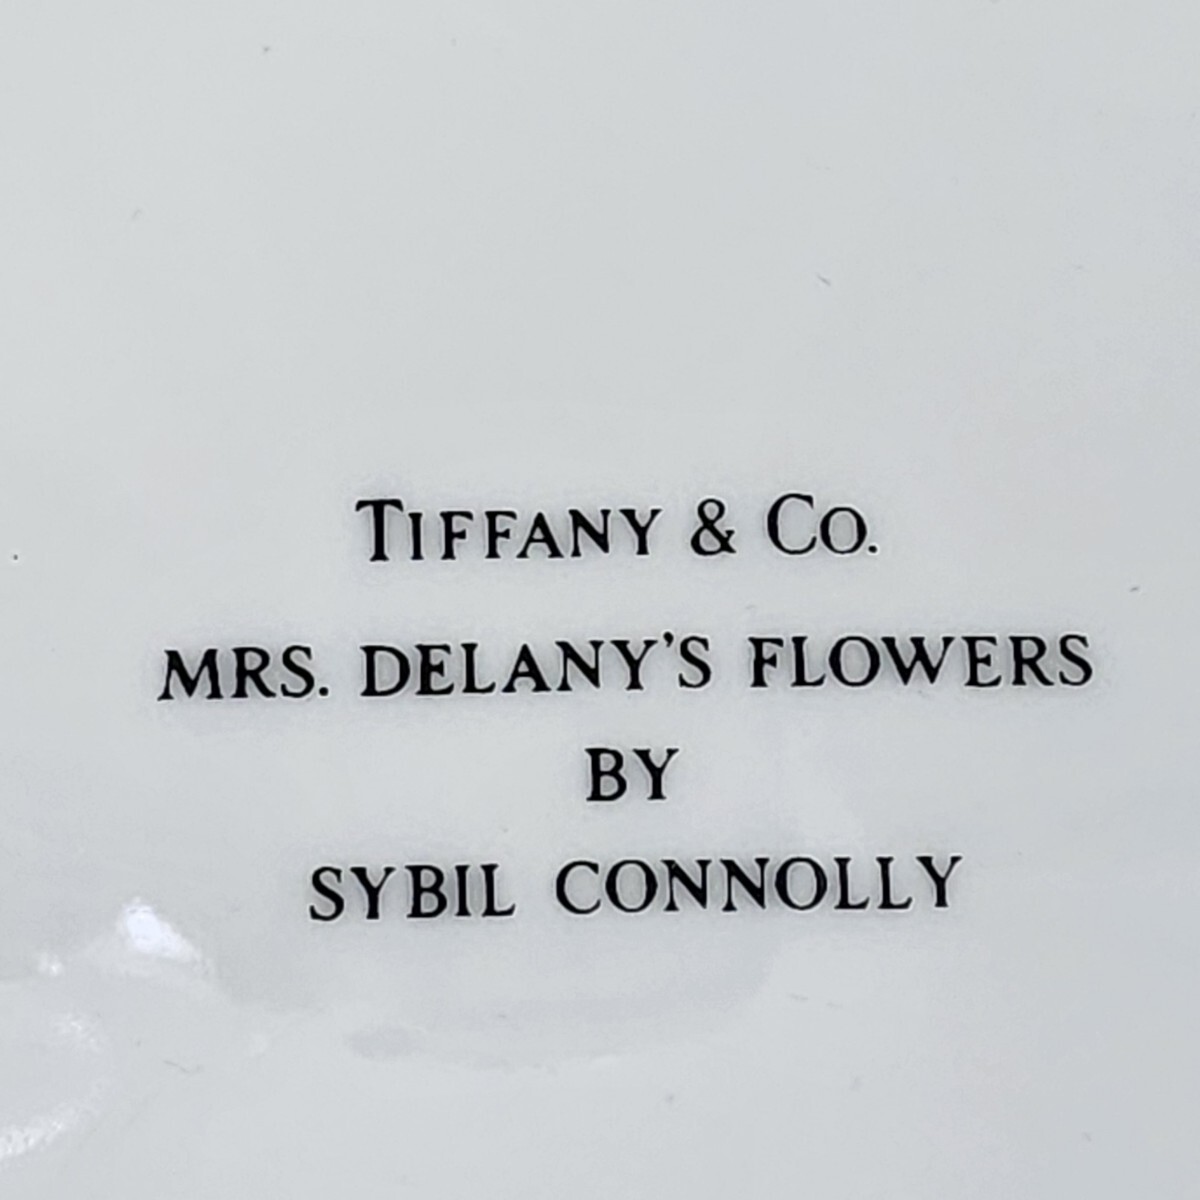 TIFFANY & CO.
MRS. DELANY'S FLOWERS
BY
SYBIL CONNOLLY